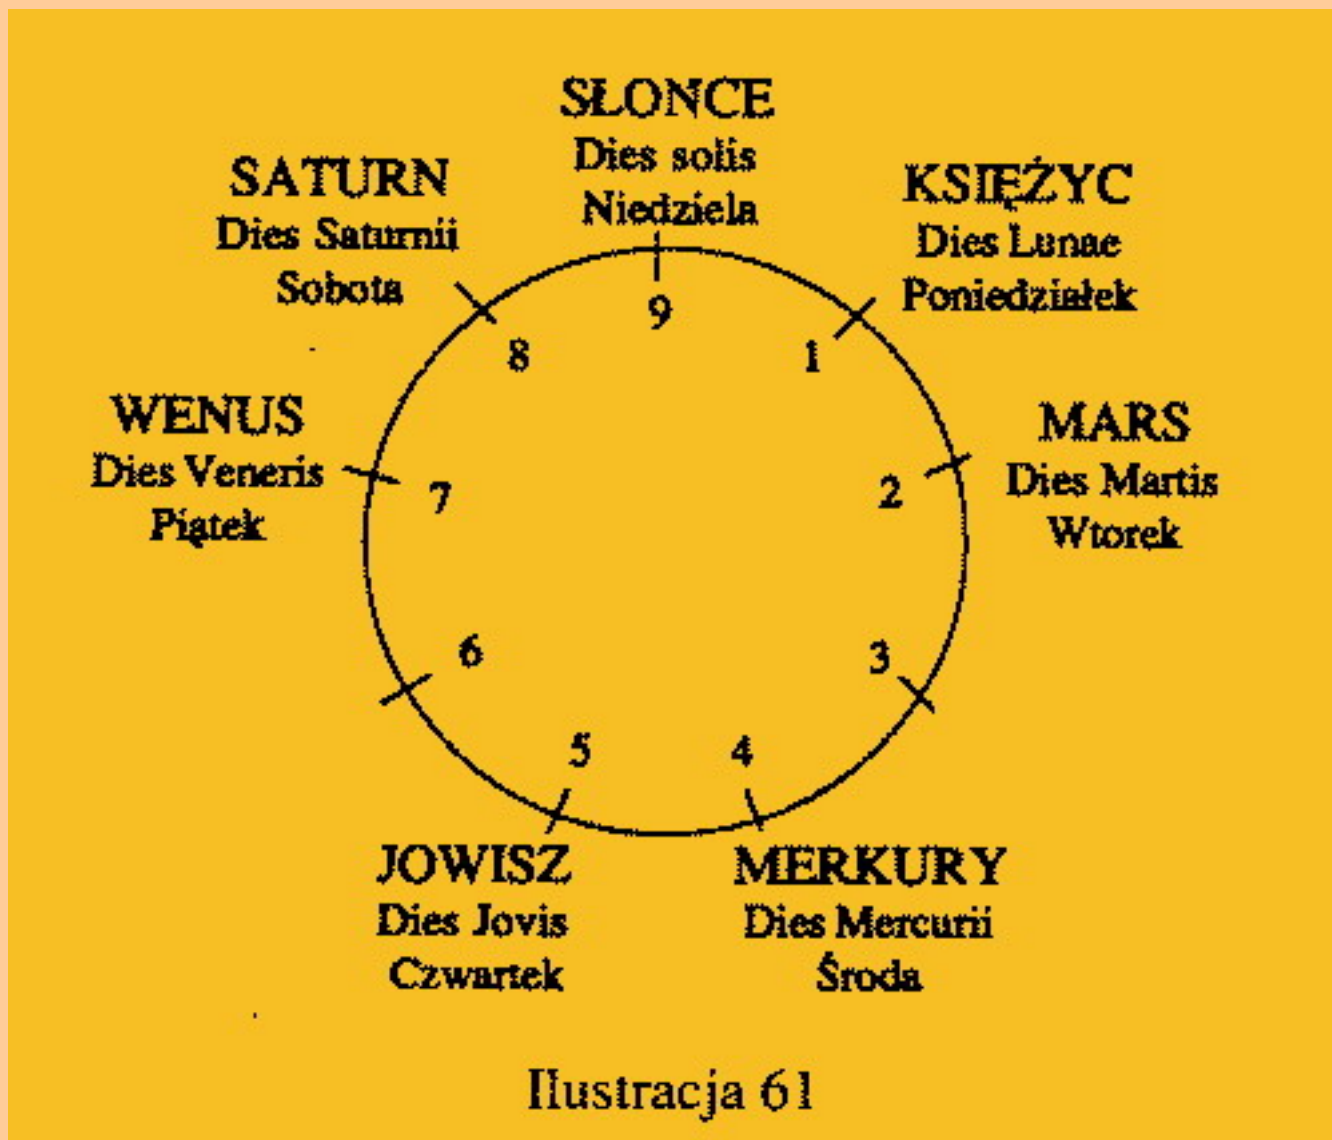 SŁONCE
Dies solis
Niedziela
SATURN
Dies Saturnii
Sobota
KSIĘŻYC
Dies Lunae
Poniedziałek
9
8
1
WENUS
Dies Veneris
Piątek
MARS
Dies Martis
Wtorek
7
2
6
3
5
4
JOWISZ
Dies Jovis
Czwartek
MERKURY
Dies Mercurii
Środa
Ilustracja 61